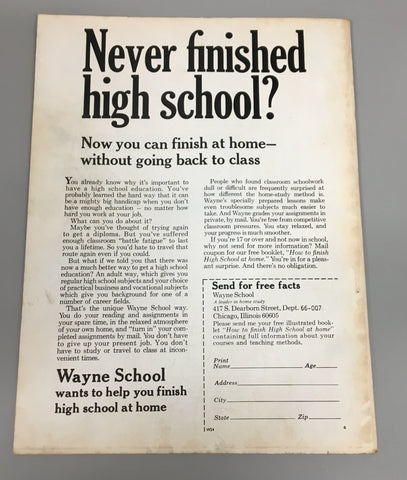 Never finished
high school?
Now you can finish at home—
without going back to class
You already know why it's important to
have a high school education. You've
probably learned the hard way that it can
be a mighty big handicap when you don't
have enough education – no matter how
hard you work at your job.
What can you do about it?
Maybe you've thought of trying again
to get a diploma. But you've suffered
enough classroom "battle fatigue" to last
you a lifetime. So you'd hate to travel that
route again even if you could.
But what if we told you that there was
now a much better way to get a high school
education? An adult way, which gives you
regular high school subjects and your choice
of practical business and vocational subjects
which give you background for one of a
number of career fields.
That's the unique Wayne School way.
You do your reading and assignments in
your spare time, in the relaxed atmosphere
of your own home, and "turn in" your com-
pleted assignments by mail. You don't have
to give up your present job. You don't
have to study or travel to class at incon-
venient times.
Wayne School
wants to help you finish
high school at home
People who found classroom schoolwork
dull or difficult are frequently surprised at
how different the home-study method is.
Wayne's specially prepared lessons make
even troublesome subjects much easier to
take. And Wayne grades your assignments
in private, by mail. You're free from competitive
classroom pressures. You stay relaxed, and
your progress is much smoother.
If you're 17 or over and not now in school,
why not send for more information? Mail
coupon for our free booklet, "How to finish
High School at home." You're in for a pleas-
ant surprise. And there's no obligation.
Send for free facts
Wayne School
A leader in home study
417 S. Dearborn Street, Dept. 66-007
Chicago, Illinois 60605
Please send me your free illustrated book-
let "How to finish High School at home"
containing full information about your
courses and teaching methods.
Print
Name Age
Address
City
State Zip